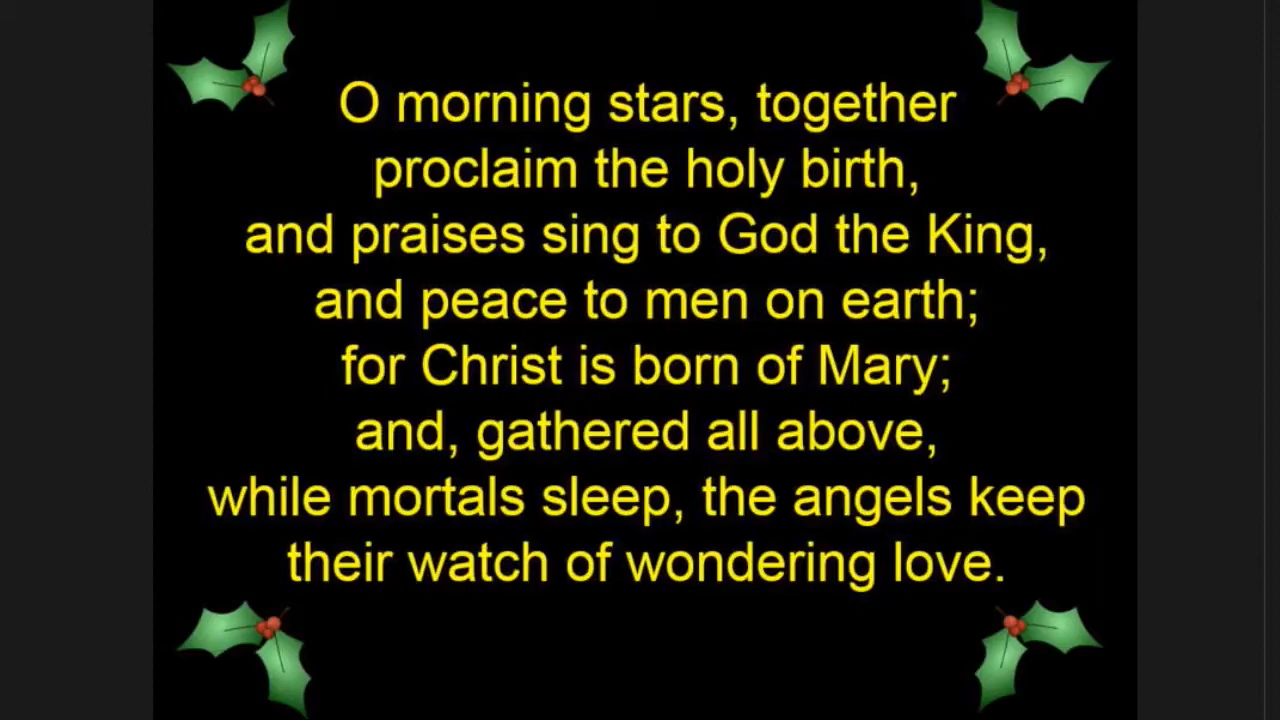 O morning stars, together
proclaim the holy birth,
and praises sing to God the King,
and peace to men on earth;
for Christ is born of Mary;
and, gathered all above,
while mortals sleep, the angels keep
their watch of wondering love.